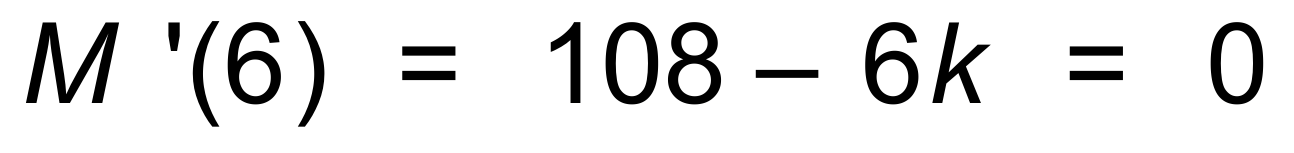 M '(6) = 108 – 6k = 0